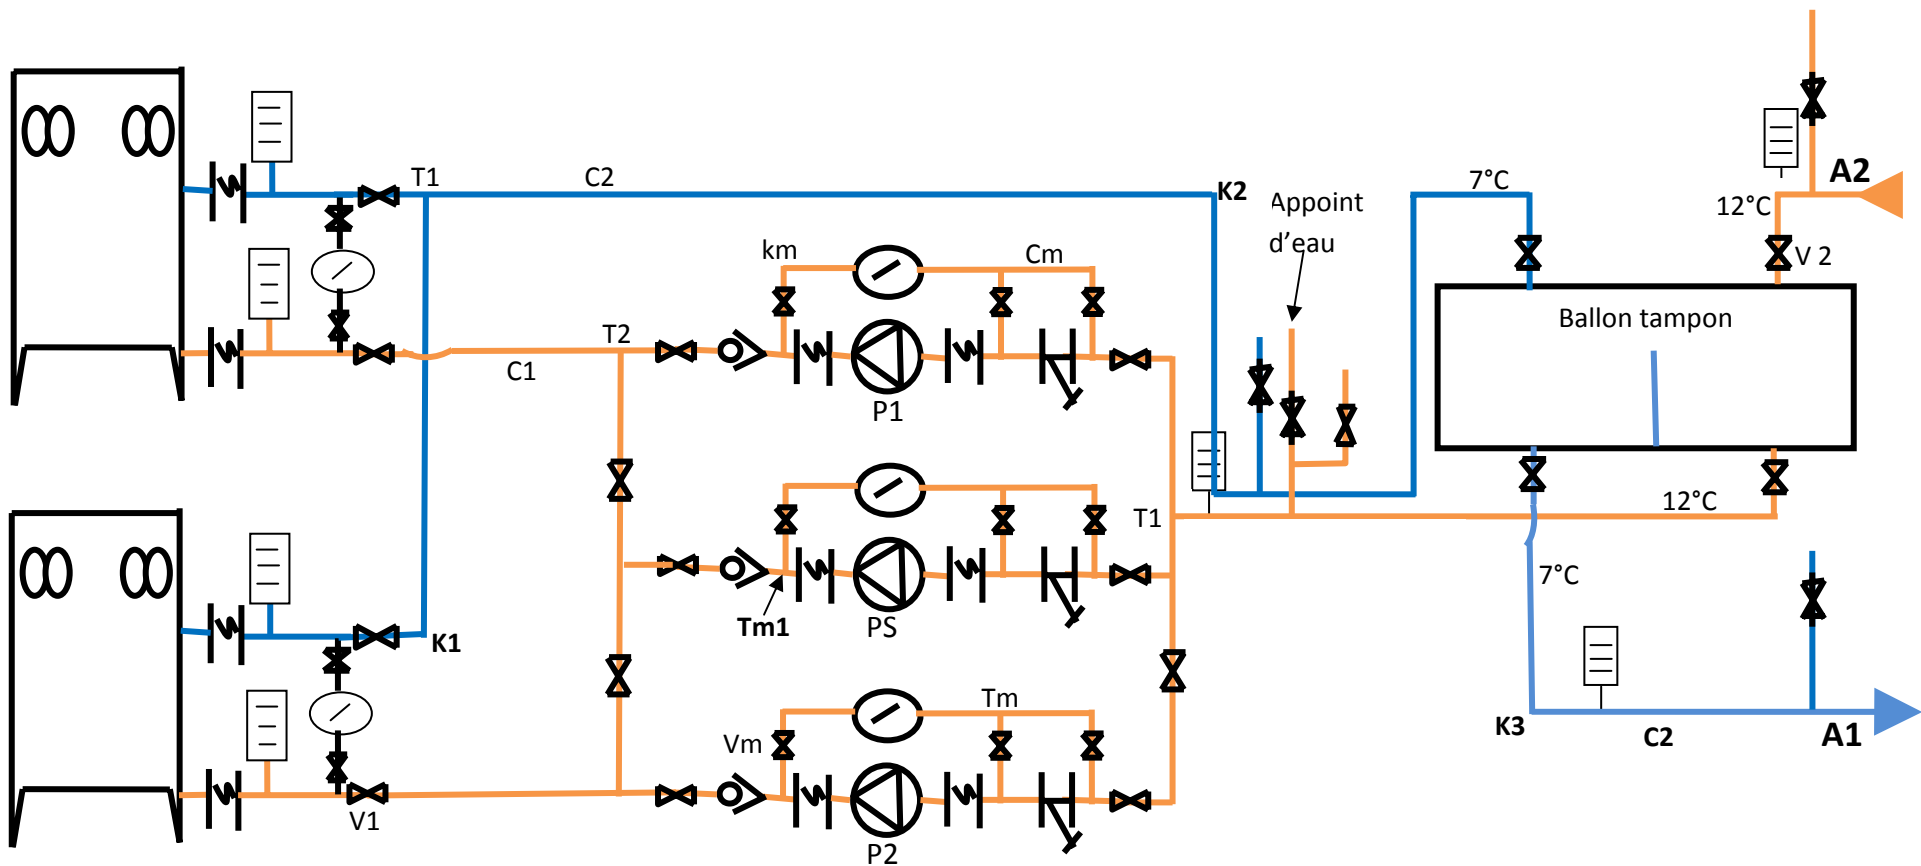 T1
C2
K2
Appoint
d'eau
7°C
A2
12°C
V 2
km
Cm
Ballon tampon
T2
C1
P1
12°C
T1
7°C
Tm1
PS
K1
Tm
Vm
K3
C2
A1
V1
P2